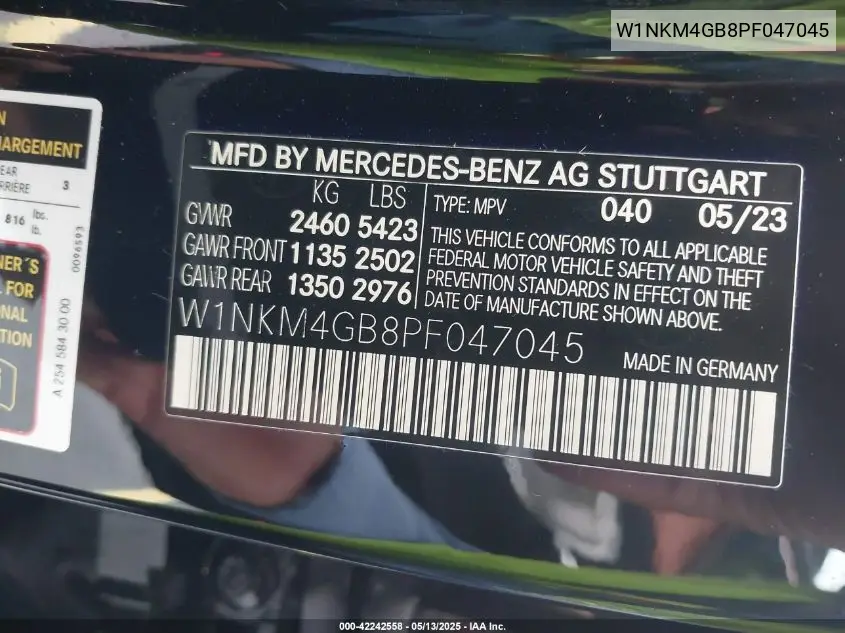 W1NKM4GB8PF047045
N
HARGEMENT
EAR
RRIÈRE 3
816 lbs.
lb.
0096593
NER´S
FOR
ONAL
TION
A 254 584 30 00
MFD BY MERCEDES-BENZ AG STUTTGART
KG LBS
GVWR 2460 5423
GAWR FRONT 1135 2502
GAWR REAR 1350 2976
TYPE: MPV 040 05/23
THIS VEHICLE CONFORMS TO ALL APPLICABLE
FEDERAL MOTOR VEHICLE SAFETY AND THEFT
PREVENTION STANDARDS IN EFFECT ON THE
DATE OF MANUFACTURE SHOWN ABOVE.
W1NKM4GB8PF047045
MADE IN GERMANY
000-42242558 - 05/13/2025 - IAA Inc.